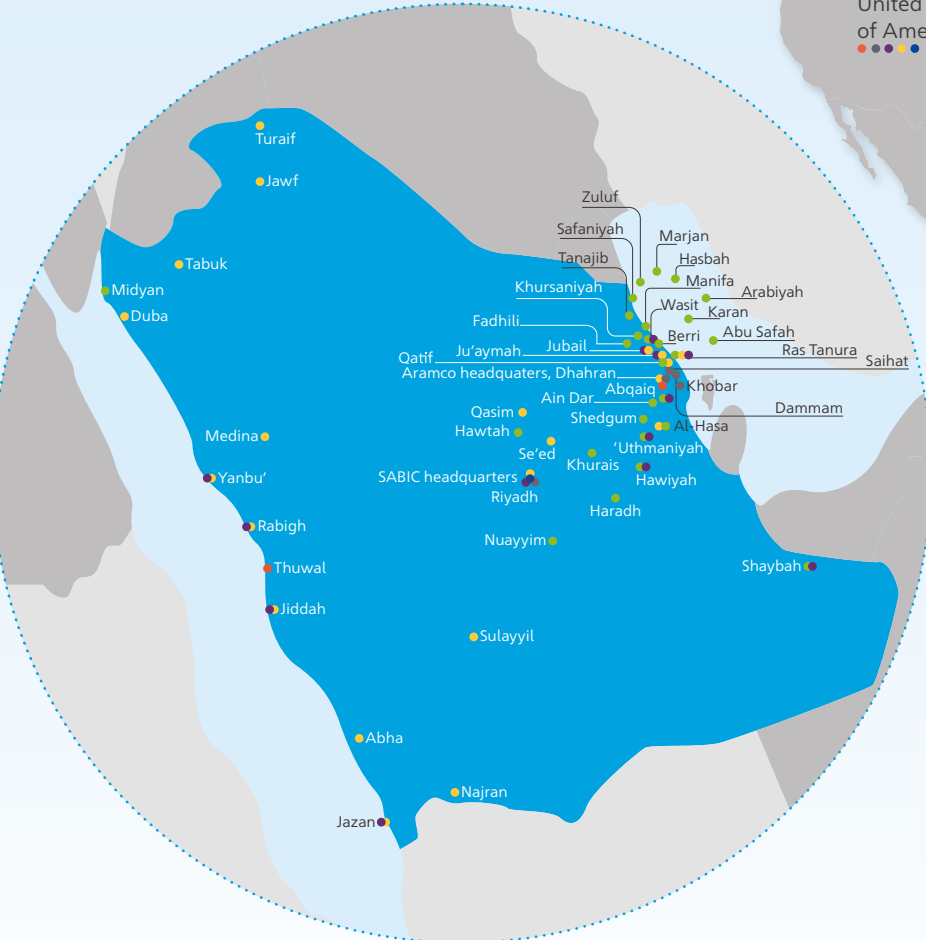 United
of Ame
Turaif
Jawf
Zuluf
Safaniyah
Marjan
Tanajib
Hasbah
Tabuk
Manifa
Khursaniyah
Midyan
Arabiyah
Wasit
Karan
Duba
Fadhili
Berri
Abu Safah
Jubail
Ju'aymah
Ras Tanura
Qatif
Saihat
Aramco headquaters, Dhahran
Abqaiq
Khobar
Ain Dar
Dammam
Qasim
Shedgum
Al-Hasa
Hawtah
Medina
Se'ed
‘Uthmaniyah
Khurais
SABIC headquarters
Yanbu’
Hawiyah
Riyadh
Haradh
Rabigh
Nuayyim
Thuwal
Shaybah
Jiddah
Sulayyil
Abha
Najran
Jazan